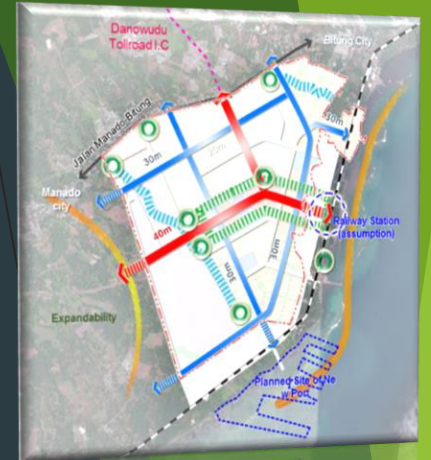 Danowudu
Tollroad I.C
Bitung City
Jalan Manado-Bitung
30m
30m
Manado
city
40m
30m
30m
Railway Station
(assumption)
Expandability
Planned Site of Ne
w Port